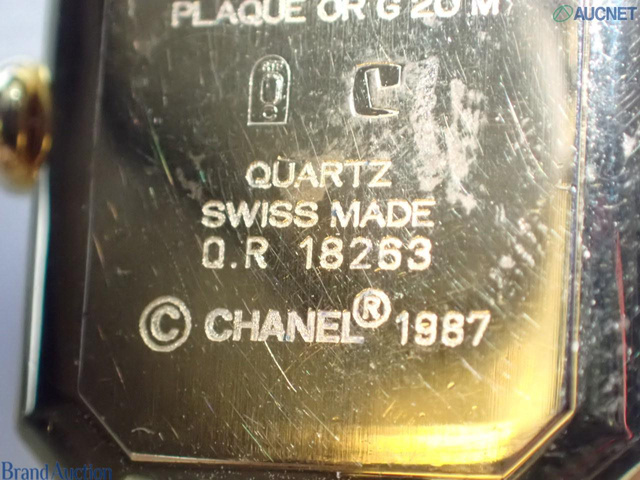 PLAQUE OR G 20 M
AUCNET
QUARTZ
SWISS MADE
Q.R 18263
© CHANEL® 1987
Brand Auction